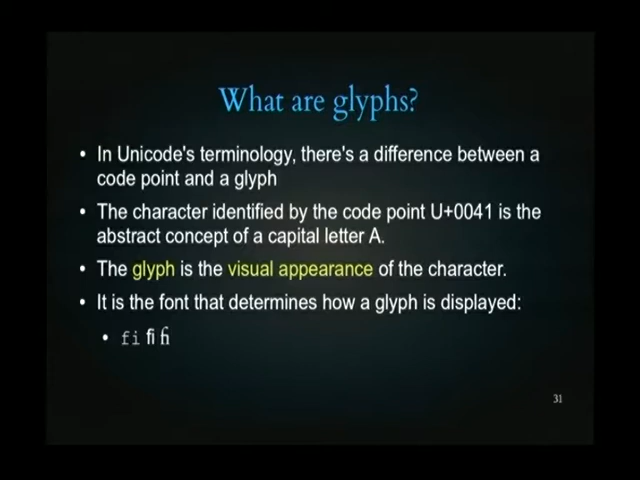 What are glyphs?
• In Unicode's terminology, there's a difference between a
code point and a glyph
• The character identified by the code point U+0041 is the
abstract concept of a capital letter A.
• The glyph is the visual appearance of the character.
• It is the font that determines how a glyph is displayed:
• fi fi fi
31